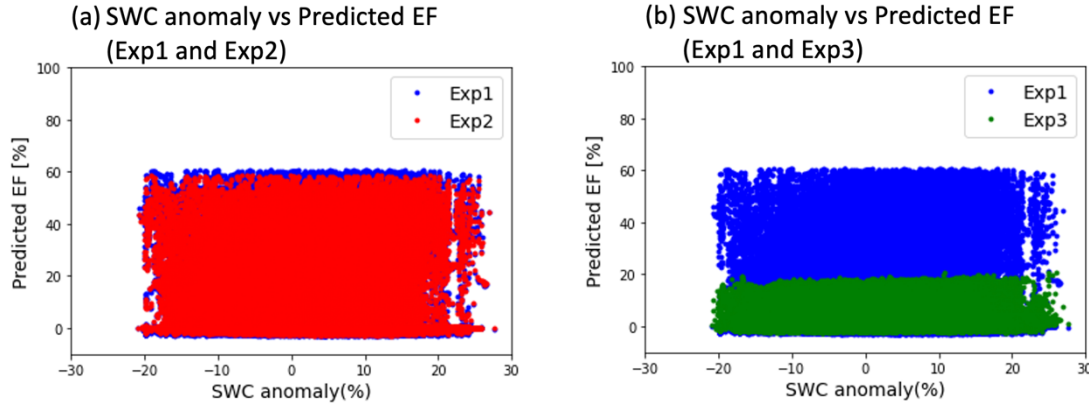 (a) SWC anomaly vs Predicted EF
(Exp1 and Exp2)
100
80
60
40
20
0
Predicted EF [%]
Exp1
Exp2
−30
−20
−10
0
10
20
30
SWC anomaly(%)
(b) SWC anomaly vs Predicted EF
(Exp1 and Exp3)
100
80
60
40
20
0
Predicted EF [%]
Exp1
Exp3
−30
−20
−10
0
10
20
30
SWC anomaly(%)